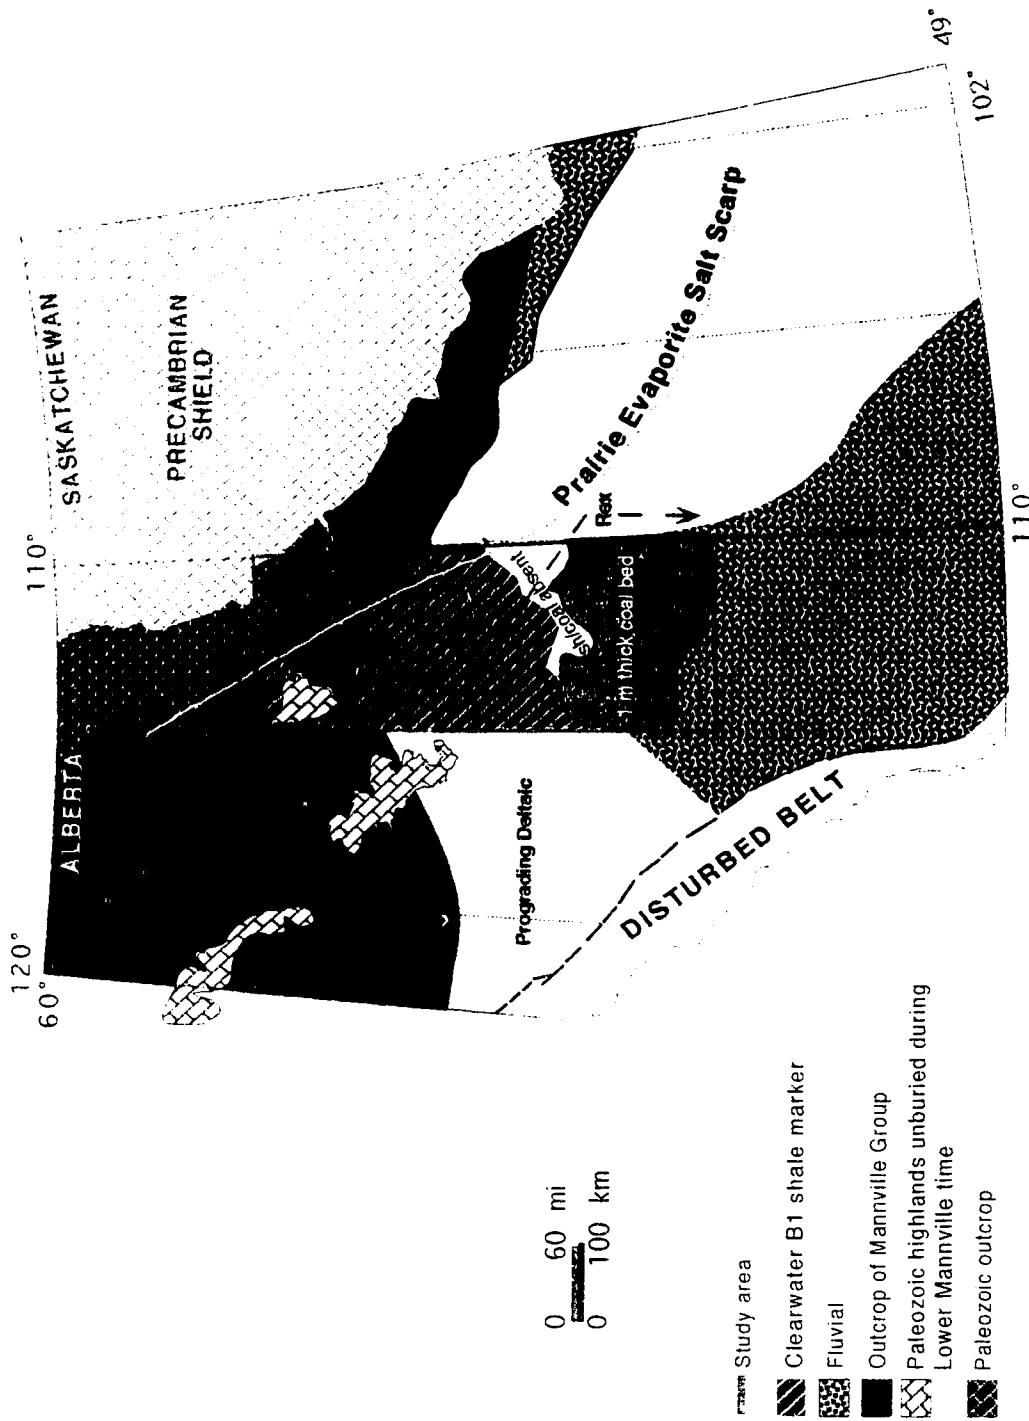 120°
60°
110°
ALBERTA
SASKATCHEWAN
PRECAMBRIAN
SHIELD
49°
102°
110°
Prograding Deltaic
sh/coal absent
1 m thick coal bed
Rex
Prairie Evaporite Salt Scarp
DISTURBED BELT
0 60 mi
0 100 km
Study area
Clearwater B1 shale marker
Fluvial
Outcrop of Mannville Group
Paleozoic highlands unburied during
Lower Mannville time
Paleozoic outcrop